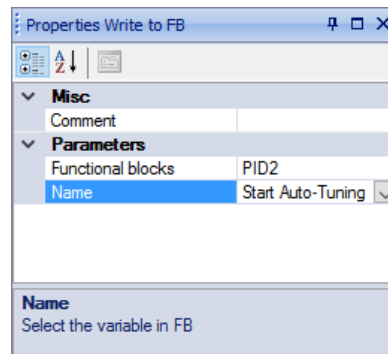 Properties Write to FB
Misc
Comment
Parameters
Functional blocks PID2
Name Start Auto-Tuning
Name
Select the variable in FB